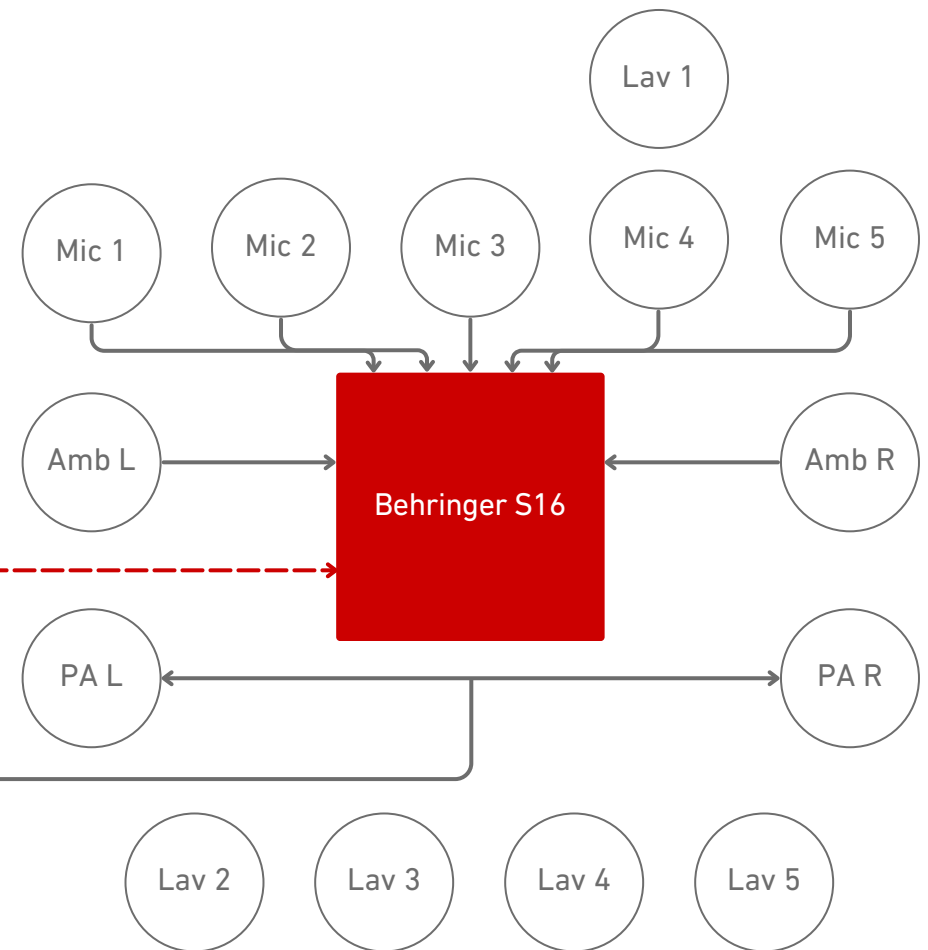 Lav 1
Mic 1
Mic 2
Mic 3
Mic 4
Mic 5
Amb L
Amb R
Behringer S16
PA L
PA R
Lav 2
Lav 3
Lav 4
Lav 5